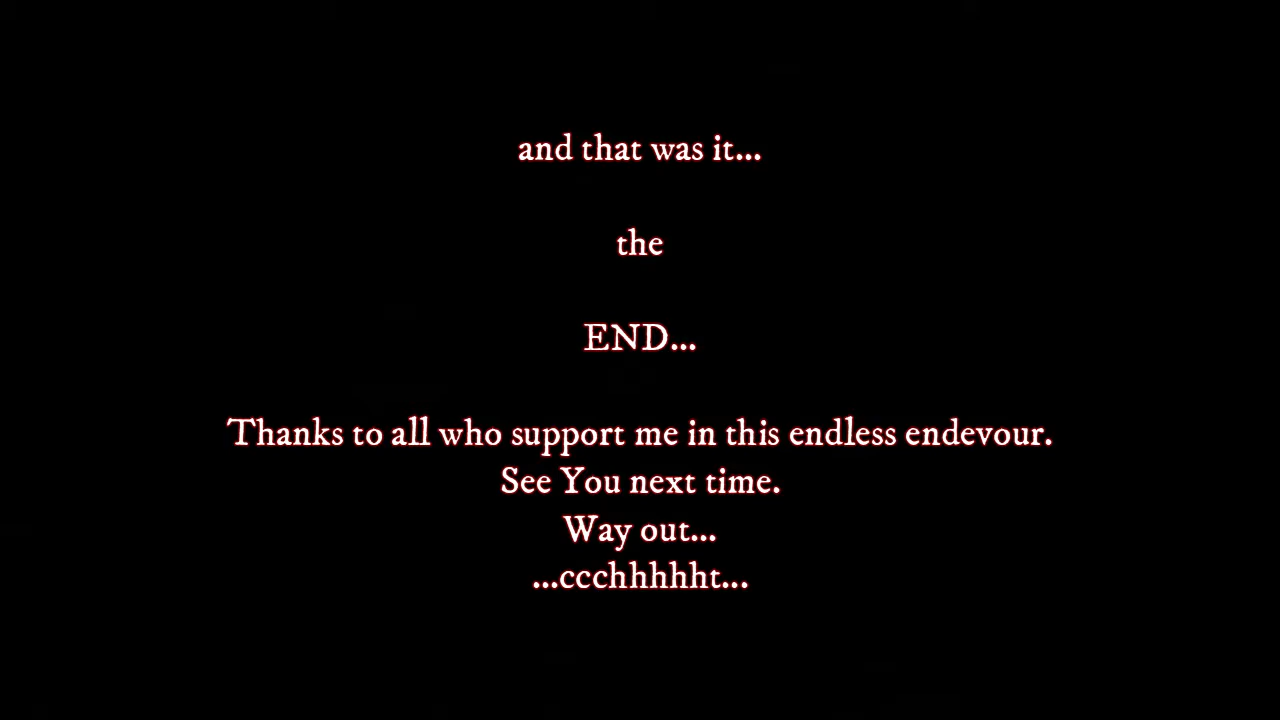 and that was it...
the
END...
Thanks to all who support me in this endless endevour.
See You next time.
Way out...
...ccchhhhht...